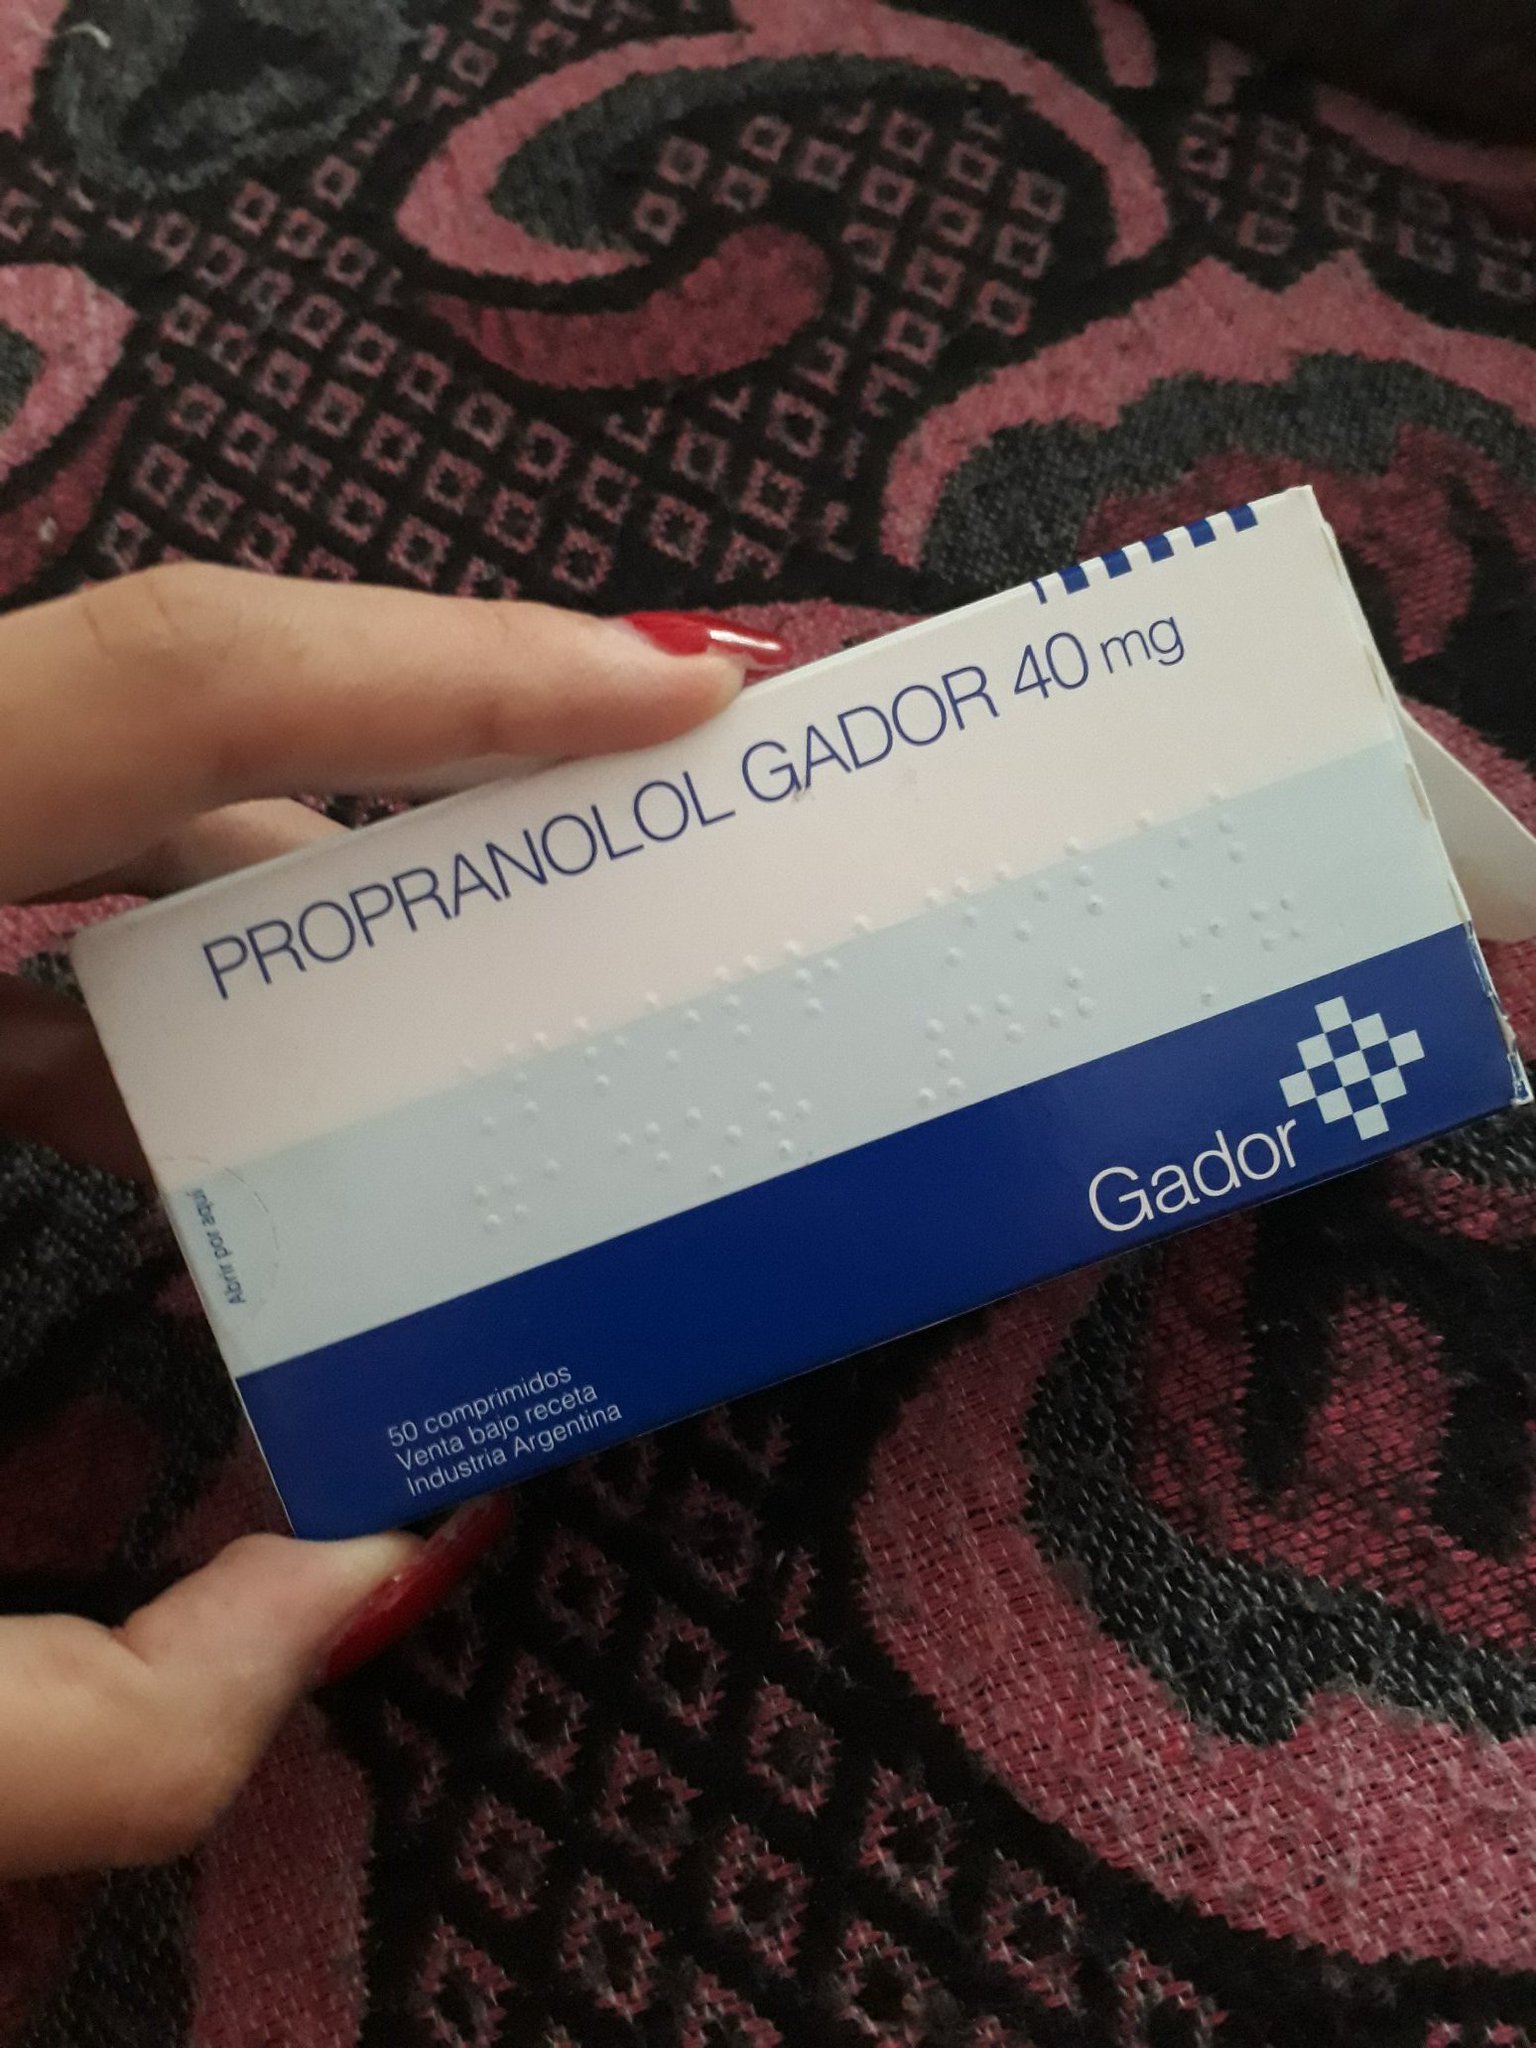 PROPRANOLOL GADOR 40 mg
Abrir por aquí
Gador
50 comprimidos
Venta bajo receta
Industria Argentina